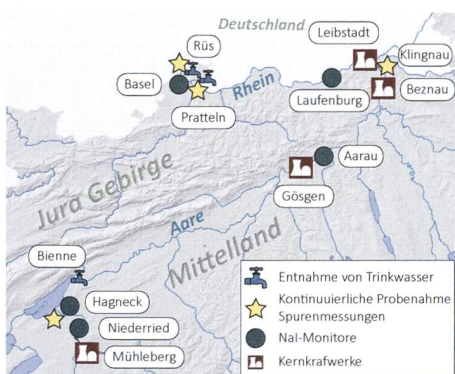 Deutschland
Leibstadt
Rüs
Klingnau
Basel
Rhein
Beznau
Laufenburg
Pratteln
Jura Gebirge
Aarau
Gösgen
Aare
Mittelland
Bienne
Entnahme von Trinkwasser
Hagneck
Kontinuierliche Probenahme
Spurenmessungen
Niederried
NaI-Monitore
Mühleberg
Kernkrafwerke